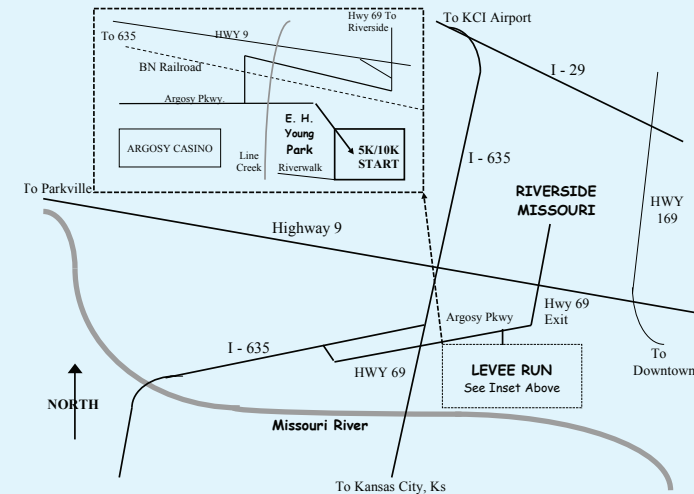 Hwy 69 To
Riverside
To KCI Airport
To 635
HWY 9
BN Railroad
I - 29
Argosy Pkwy.
E. H.
Young
Park
ARGOSY CASINO
5K/10K
START
Line
Creek
Riverwalk
I - 635
To Parkville
RIVERSIDE
MISSOURI
HWY
169
Highway 9
Hwy 69
Exit
Argosy Pkwy
I - 635
To
Downtown
HWY 69
LEVEE RUN
See Inset Above
NORTH
Missouri River
To Kansas City, Ks